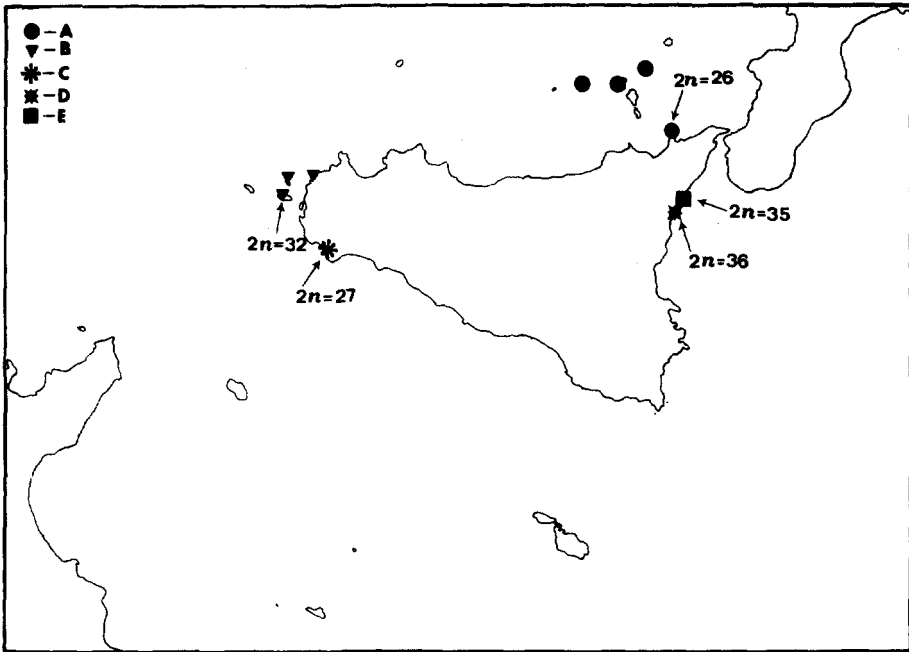 ● – A
▼ – B
✳ – C
✷ – D
■ – E
2n=26
2n=35
2n=32
2n=36
2n=27